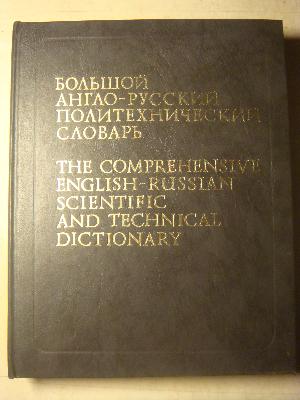 БОЛЬШОЙ
АНГЛО-РУССКИЙ
ПОЛИТЕХНИЧЕСКИЙ
СЛОВАРЬ
THE COMPREHENSIVE
ENGLISH-RUSSIAN
SCIENTIFIC
AND TECHNICAL
DICTIONARY